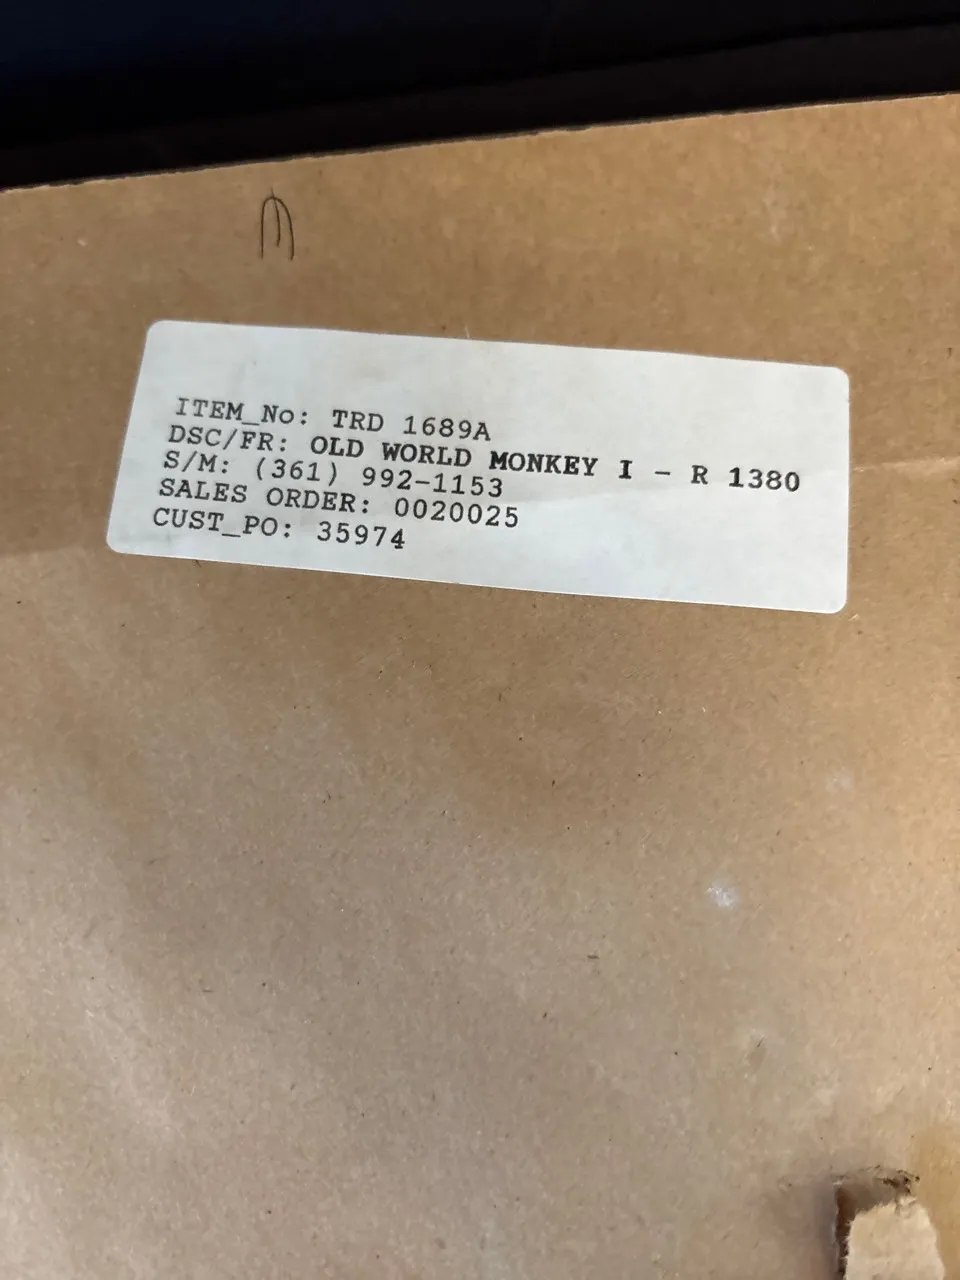 ITEM_No: TRD 1689A
DSC/FR: OLD WORLD MONKEY I - R 1380
S/M: (361) 992-1153
SALES ORDER: 0020025
CUST_PO: 35974